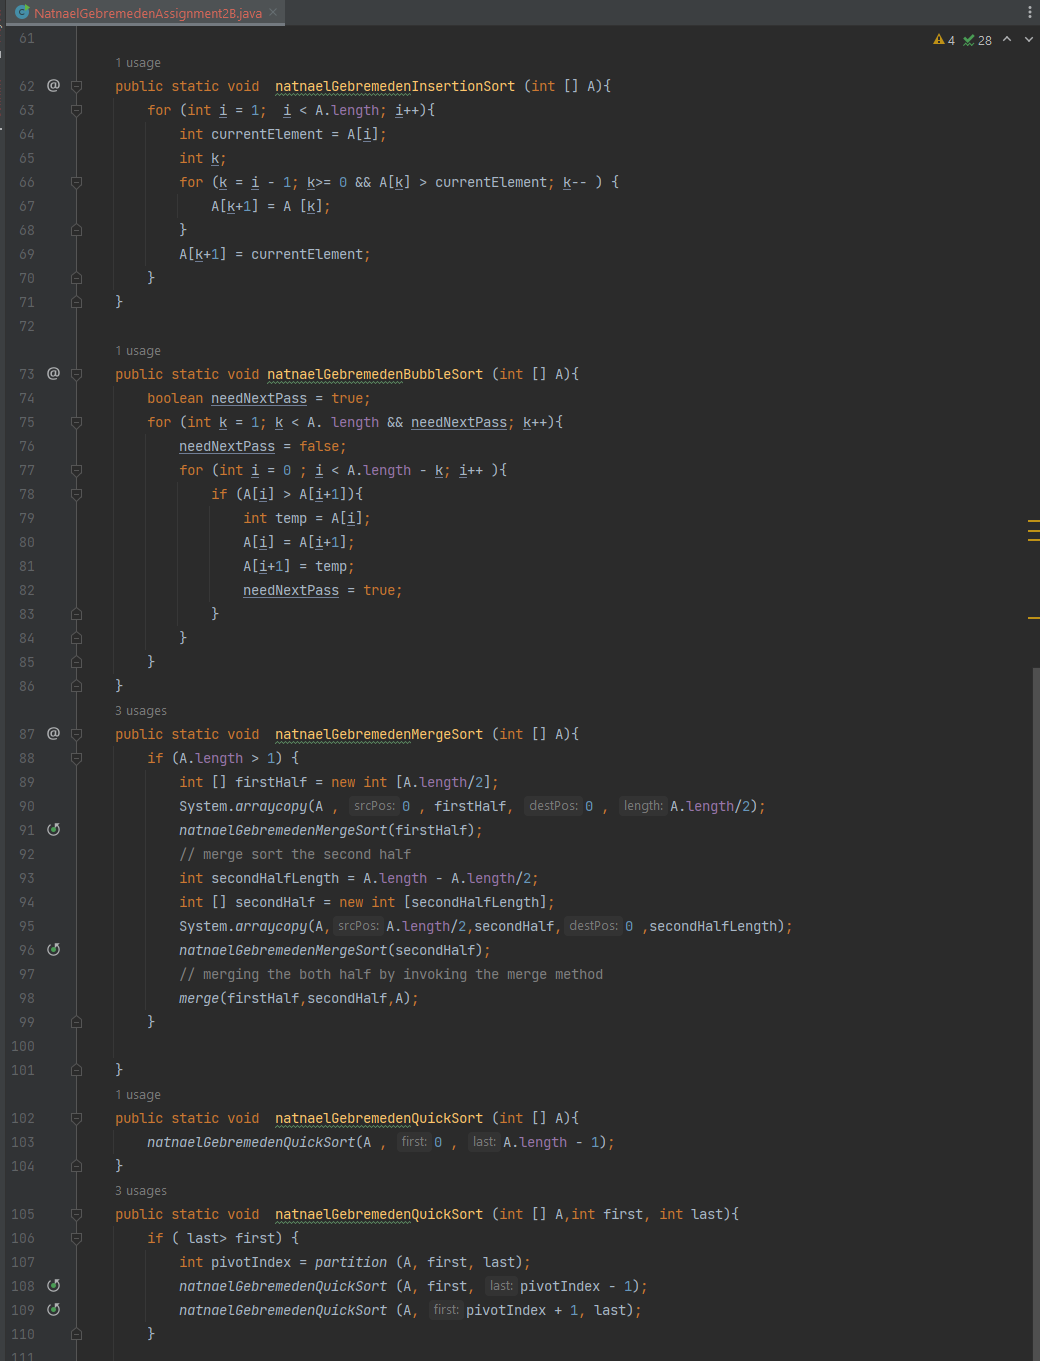 NatnaelGebremedenAssignment2B.java
4 28
61
1 usage
62 @ public static void natnaelGebremedenInsertionSort (int [] A){
63 for (int i = 1; i < A.length; i++){
64 int currentElement = A[i];
65 int k;
66 for (k = i - 1; k>= 0 && A[k] > currentElement; k-- ) {
67 A[k+1] = A [k];
68 }
69 A[k+1] = currentElement;
70 }
71 }
72
1 usage
73 @ public static void natnaelGebremedenBubbleSort (int [] A){
74 boolean needNextPass = true;
75 for (int k = 1; k < A. length && needNextPass; k++){
76 needNextPass = false;
77 for (int i = 0 ; i < A.length - k; i++ ){
78 if (A[i] > A[i+1]){
79 int temp = A[i];
80 A[i] = A[i+1];
81 A[i+1] = temp;
82 needNextPass = true;
83 }
84 }
85 }
86 }
3 usages
87 @ public static void natnaelGebremedenMergeSort (int [] A){
88 if (A.length > 1) {
89 int [] firstHalf = new int [A.length/2];
90 System.arraycopy(A , srcPos: 0 , firstHalf, destPos: 0 , length: A.length/2);
91 natnaelGebremedenMergeSort(firstHalf);
92 // merge sort the second half
93 int secondHalfLength = A.length - A.length/2;
94 int [] secondHalf = new int [secondHalfLength];
95 System.arraycopy(A, srcPos: A.length/2,secondHalf, destPos: 0 ,secondHalfLength);
96 natnaelGebremedenMergeSort(secondHalf);
97 // merging the both half by invoking the merge method
98 merge(firstHalf,secondHalf,A);
99 }
100
101 }
1 usage
102 public static void natnaelGebremedenQuickSort (int [] A){
103 natnaelGebremedenQuickSort(A , first: 0 , last: A.length - 1);
104 }
3 usages
105 public static void natnaelGebremedenQuickSort (int [] A,int first, int last){
106 if ( last> first) {
107 int pivotIndex = partition (A, first, last);
108 natnaelGebremedenQuickSort (A, first, last: pivotIndex - 1);
109 natnaelGebremedenQuickSort (A, first: pivotIndex + 1, last);
110 }
111